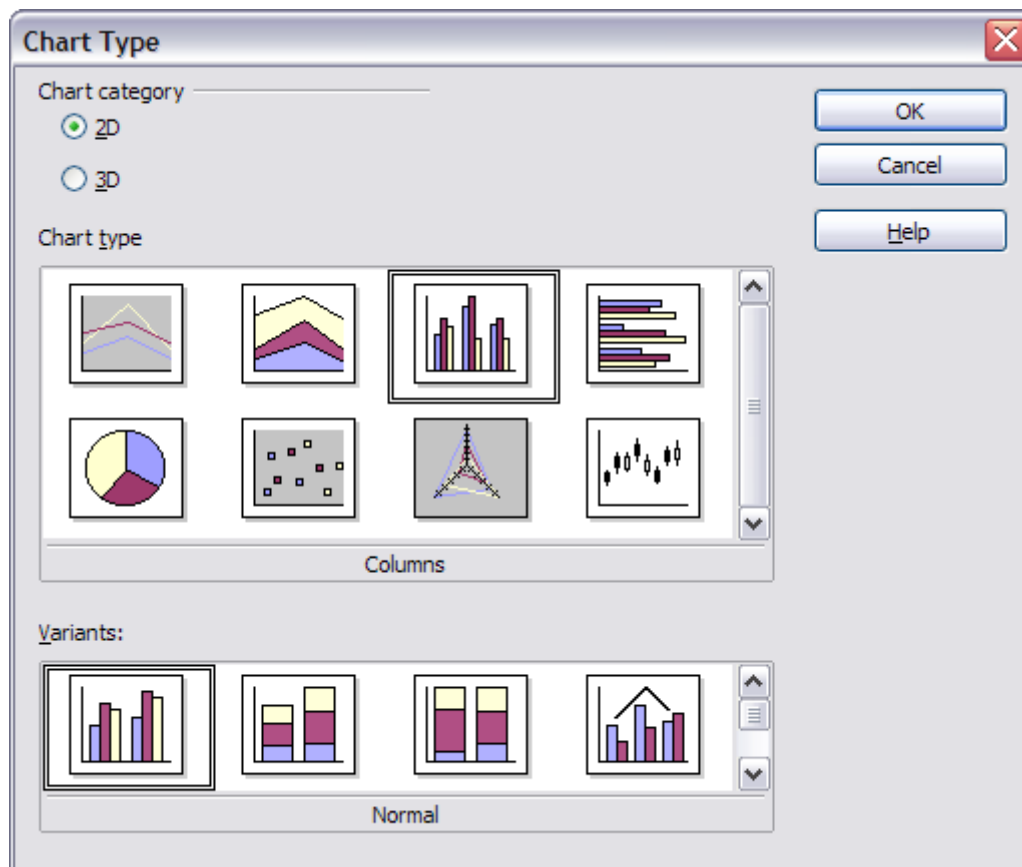 Chart Type
Chart category
2D
3D
OK
Cancel
Help
Chart type
Columns
Variants:
Normal